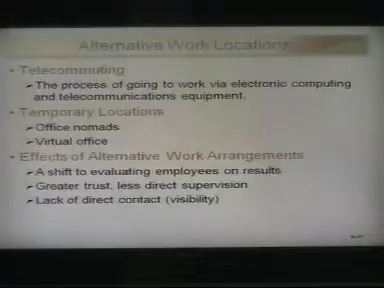 Alternative Work Locations
• Telecommuting
➢The process of going to work via electronic computing
and telecommunications equipment.
• Temporary Locations
➢Office nomads
➢Virtual office
• Effects of Alternative Work Arrangements
➢A shift to evaluating employees on results
➢Greater trust, less direct supervision
➢Lack of direct contact (visibility)